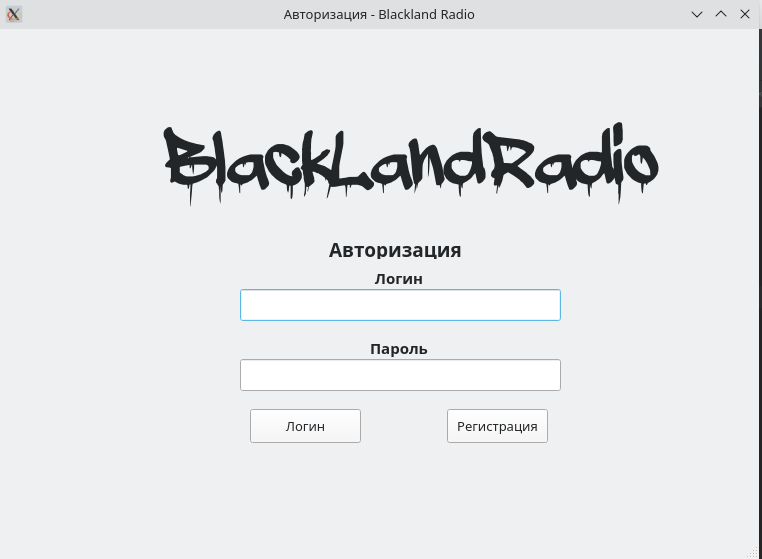 Авторизация - Blackland Radio
BlackLandRadio
Авторизация
Логин
Пароль
Логин
Регистрация